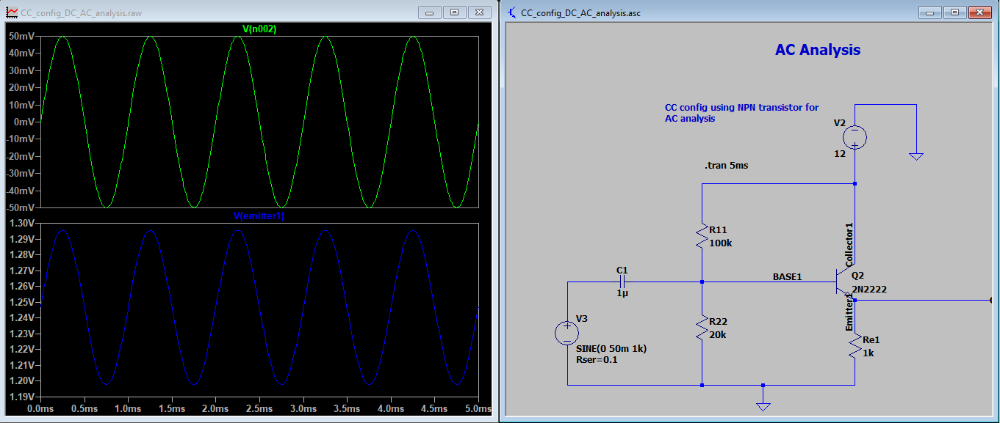 CC_config_DC_AC_analysis.raw
V(n002)
50mV
40mV
30mV
20mV
10mV
0mV
-10mV
-20mV
-30mV
-40mV
-50mV
V(emitter1)
1.30V
1.29V
1.28V
1.27V
1.26V
1.25V
1.24V
1.23V
1.22V
1.21V
1.20V
1.19V
0.0ms 0.5ms 1.0ms 1.5ms 2.0ms 2.5ms 3.0ms 3.5ms 4.0ms 4.5ms 5.0ms
CC_config_DC_AC_analysis.asc
AC Analysis
CC config using NPN transistor for
AC analysis
V2
12
.tran 5ms
R11
100k
Collector1
C1
1µ
BASE1
Q2
2N2222
Emitter1
V3
SINE(0 50m 1k)
Rser=0.1
R22
20k
Re1
1k